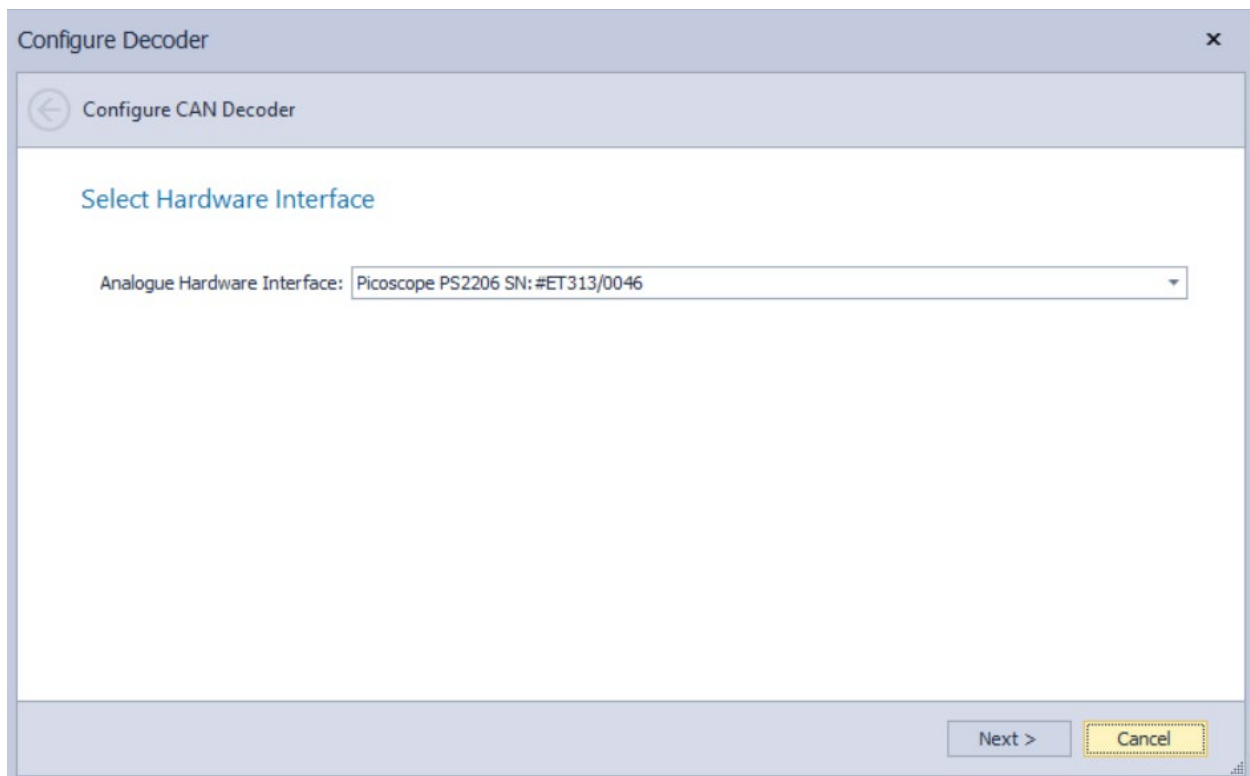 Configure Decoder
Configure CAN Decoder
Select Hardware Interface
Analogue Hardware Interface: Picoscope PS2206 SN:#ET313/0046
Next > Cancel